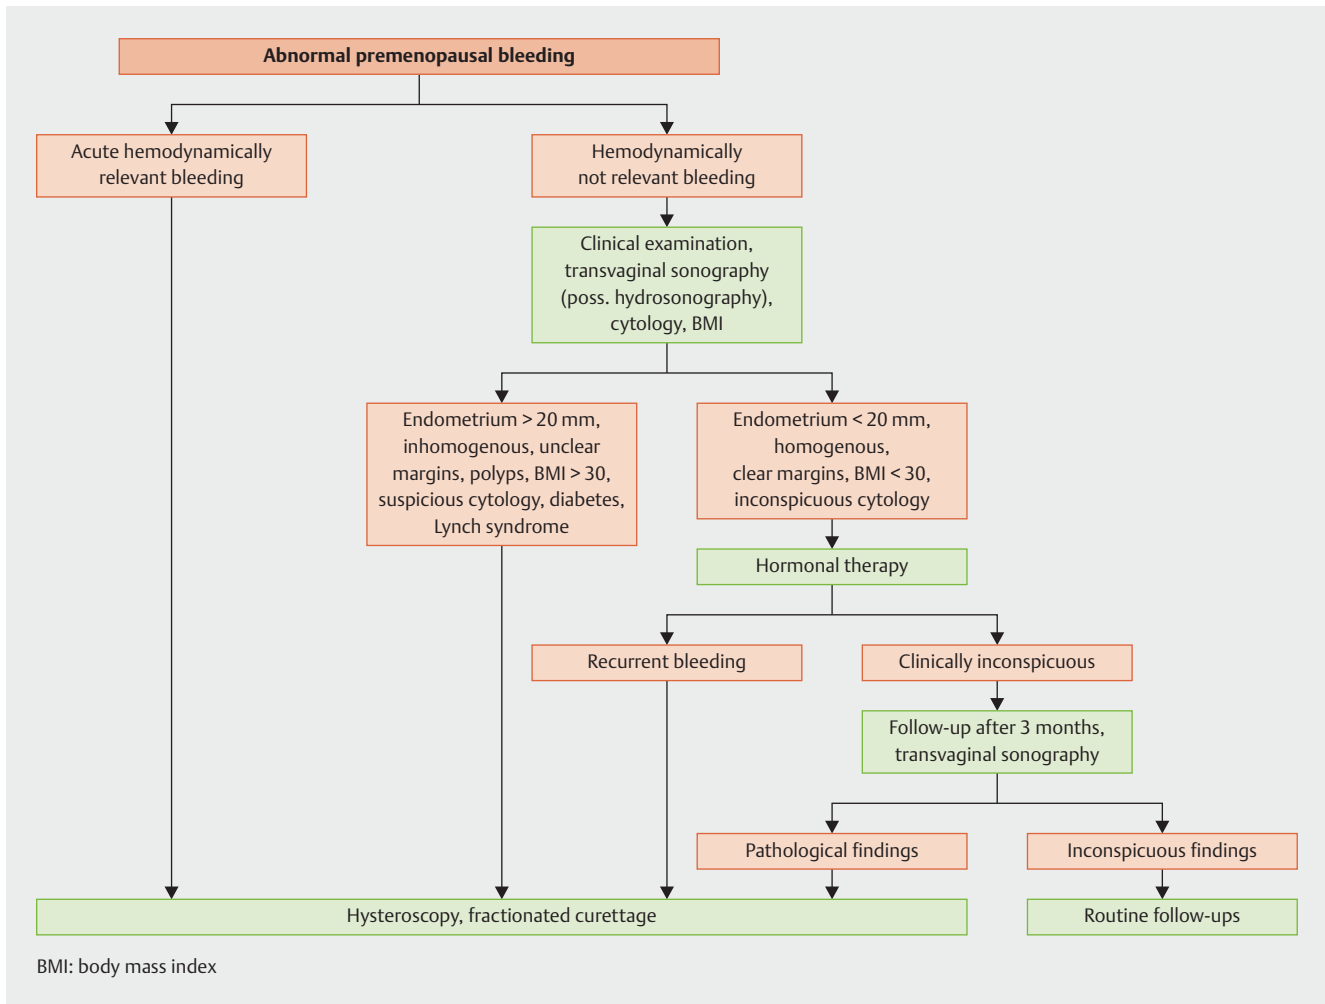 Abnormal premenopausal bleeding
Acute hemodynamically
relevant bleeding
Hemodynamically
not relevant bleeding
Clinical examination,
transvaginal sonography
(poss. hydrosonography),
cytology, BMI
Endometrium > 20 mm,
inhomogenous, unclear
margins, polyps, BMI > 30,
suspicious cytology, diabetes,
Lynch syndrome
Endometrium < 20 mm,
homogenous,
clear margins, BMI < 30,
inconspicuous cytology
Hormonal therapy
Recurrent bleeding
Clinically inconspicuous
Follow-up after 3 months,
transvaginal sonography
Pathological findings
Inconspicuous findings
Hysteroscopy, fractionated curettage
Routine follow-ups
BMI: body mass index